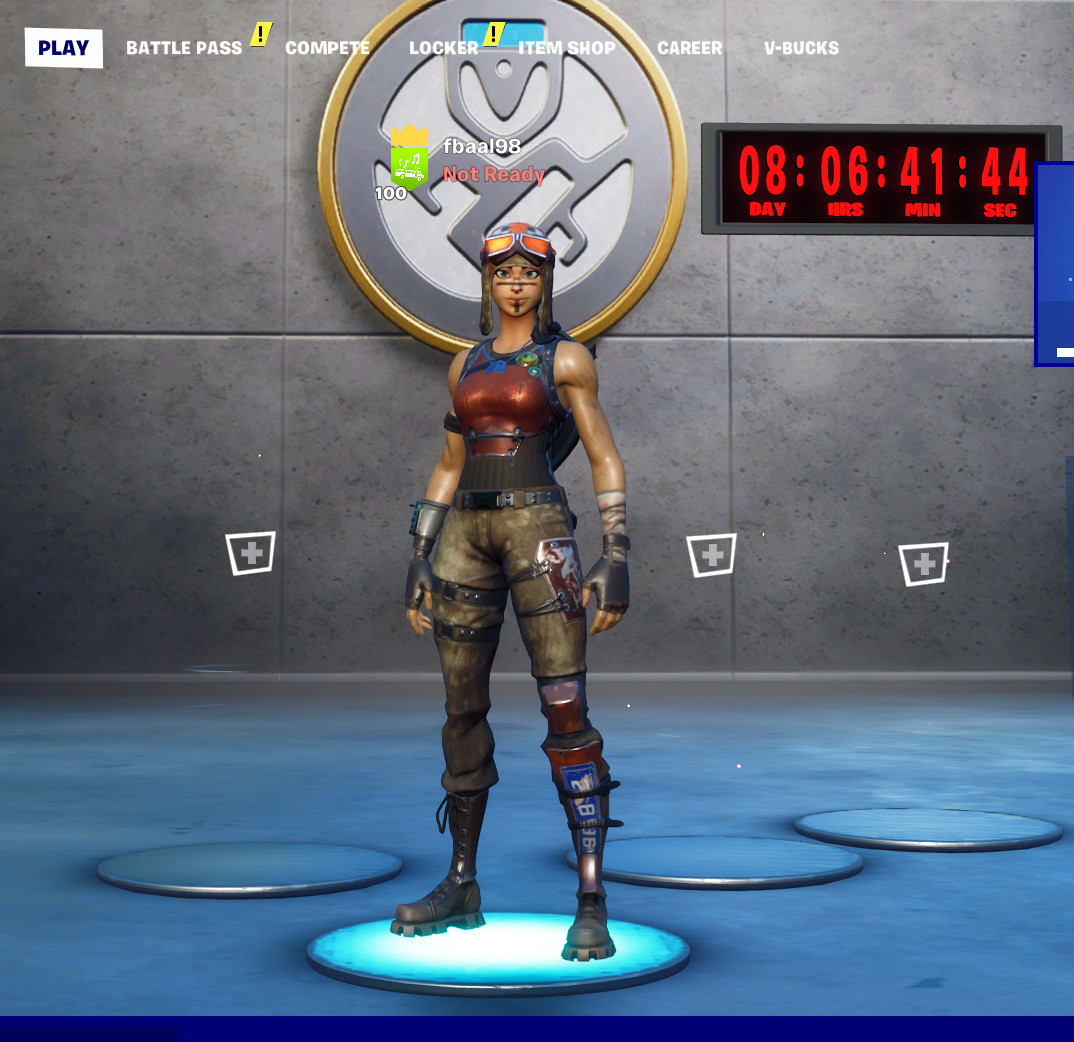 PLAY BATTLE PASS ! COMPETE LOCKER ! ITEM SHOP CAREER V-BUCKS
fbaal98
Not Ready
100
08:06:41:44
DAY HRS MIN SEC